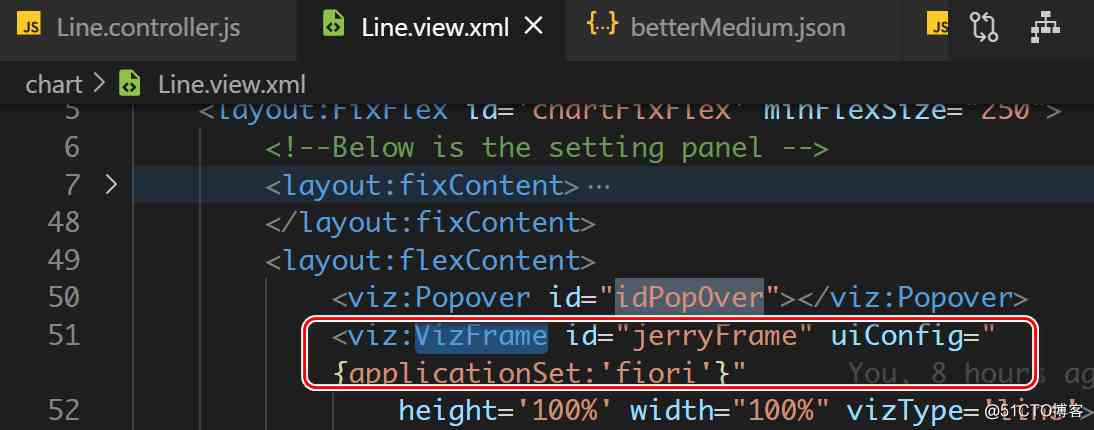 JS Line.controller.js Line.view.xml {..} betterMedium.json JS
chart > Line.view.xml
5 <layout:FixFlex id='chartFixFlex' minFlexSize="250">
6 <!--Below is the setting panel -->
7 <layout:fixContent>…
48 </layout:fixContent>
49 <layout:flexContent>
50 <viz:Popover id="idPopOver"></viz:Popover>
51 <viz:VizFrame id="jerryFrame" uiConfig="
{applicationSet:'fiori'}" You, 8 hours ag
52 height='100%' width="100%" vizType='line'>
@51CTO博客